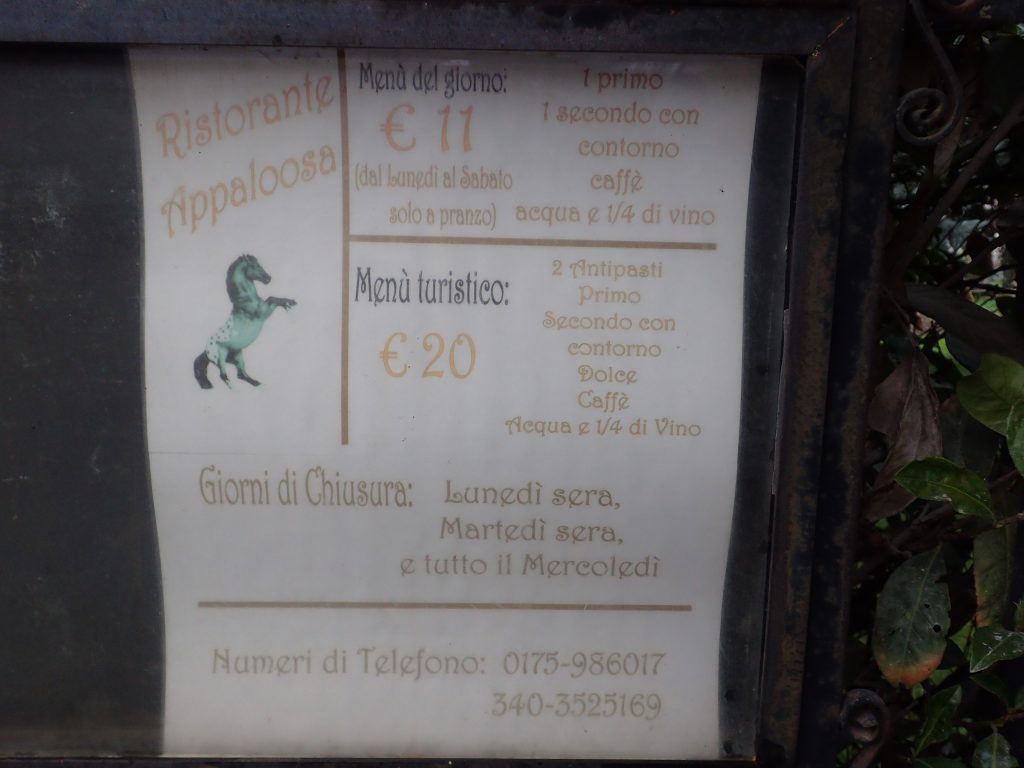 Ristorante
Appaloosa
Menù del giorno:
€ 11
(dal Lunedì al Sabato
solo a pranzo)
1 primo
1 secondo con
contorno
caffè
acqua e 1/4 di vino
Menù turistico:
€ 20
2 Antipasti
Primo
Secondo con
contorno
Dolce
Caffè
Acqua e 1/4 di Vino
Giorni di Chiusura: Lunedì sera,
Martedì sera,
e tutto il Mercoledì
Numeri di Telefono: 0175-986017
340-3525169